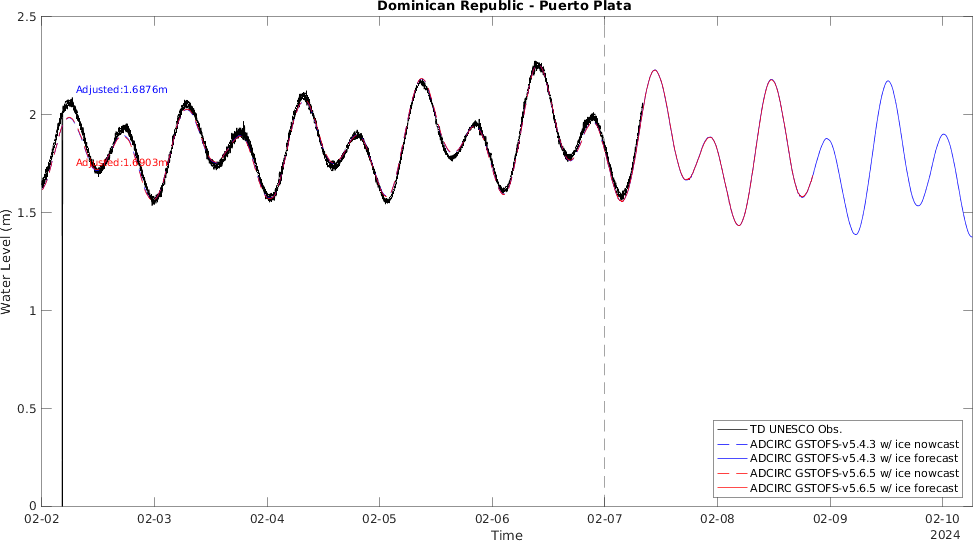 Dominican Republic - Puerto Plata
2.5
2
1.5
1
0.5
0
Water Level (m)
Adjusted:1.6876m
Adjusted:1.6903m
TD UNESCO Obs.
ADCIRC GSTOFS-v5.4.3 w/ ice nowcast
ADCIRC GSTOFS-v5.4.3 w/ ice forecast
ADCIRC GSTOFS-v5.6.5 w/ ice nowcast
ADCIRC GSTOFS-v5.6.5 w/ ice forecast
02-02 02-03 02-04 02-05 02-06 02-07 02-08 02-09 02-10
Time
2024